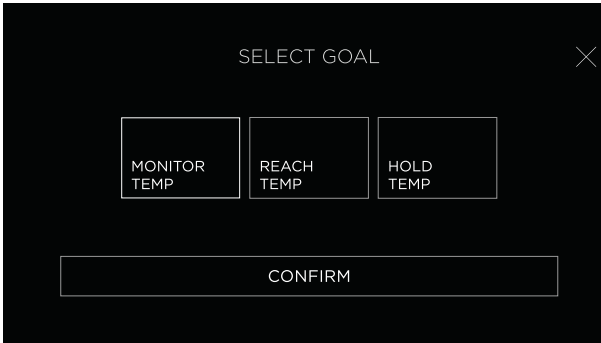 SELECT GOAL
MONITOR
TEMP
REACH
TEMP
HOLD
TEMP
CONFIRM